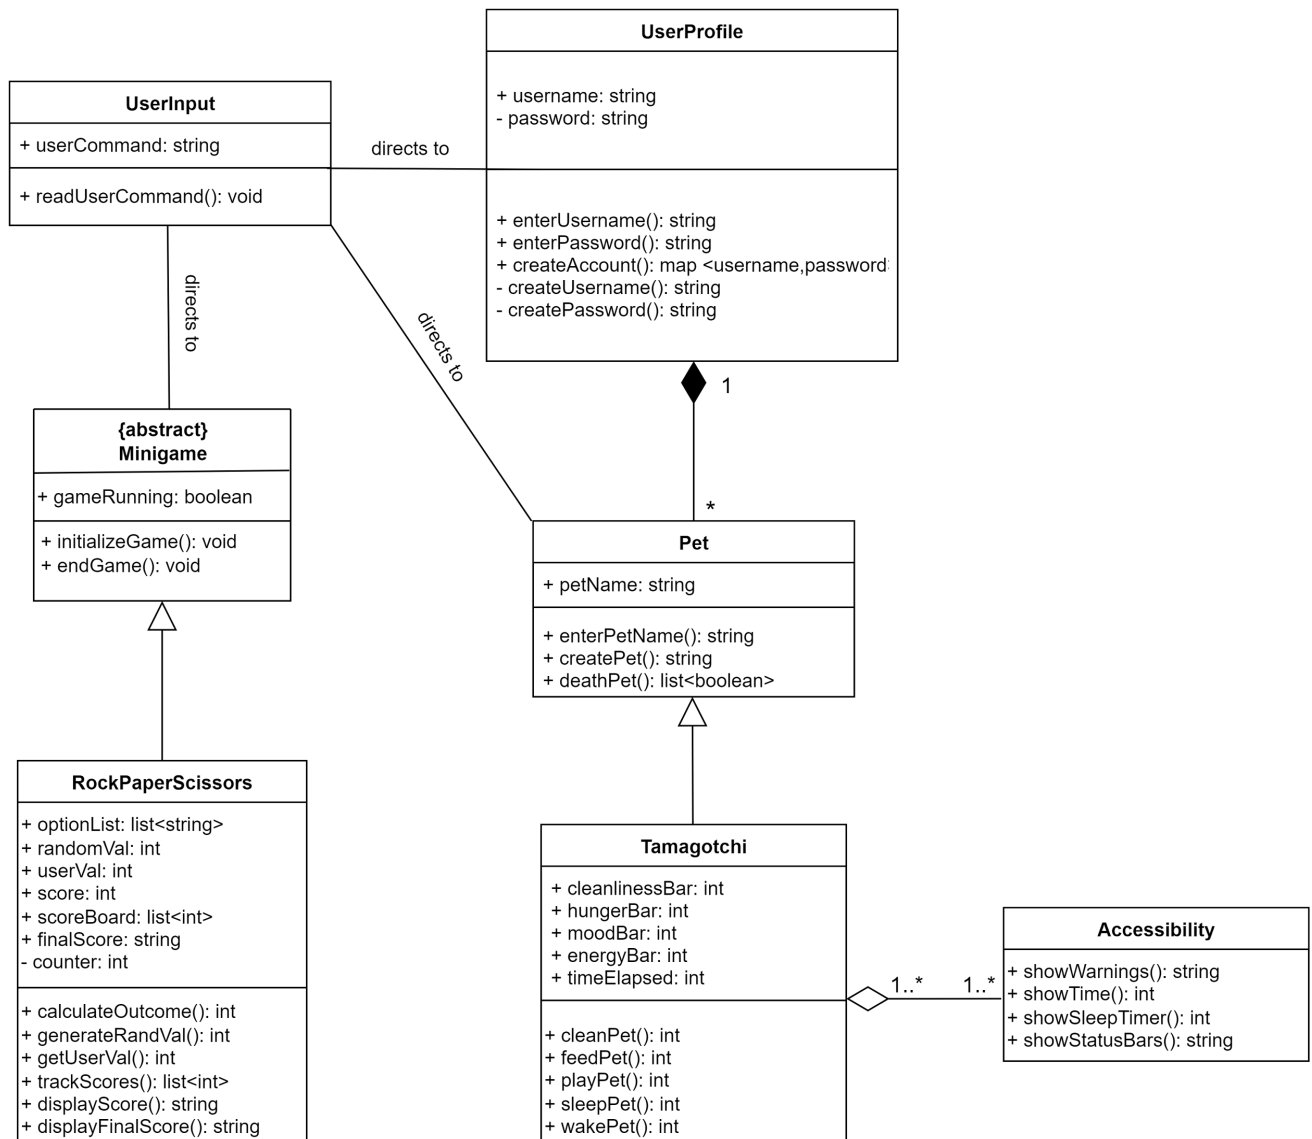 UserProfile
+ username: string
- password: string
+ enterUsername(): string
+ enterPassword(): string
+ createAccount(): map <username,password
- createUsername(): string
- createPassword(): string
UserInput
+ userCommand: string
+ readUserCommand(): void
directs to
directs to
directs to
1
*
{abstract}
Minigame
+ gameRunning: boolean
+ initializeGame(): void
+ endGame(): void
Pet
+ petName: string
+ enterPetName(): string
+ createPet(): string
+ deathPet(): list<boolean>
RockPaperScissors
+ optionList: list<string>
+ randomVal: int
+ userVal: int
+ score: int
+ scoreBoard: list<int>
+ finalScore: string
- counter: int
+ calculateOutcome(): int
+ generateRandVal(): int
+ getUserVal(): int
+ trackScores(): list<int>
+ displayScore(): string
+ displayFinalScore(): string
Tamagotchi
+ cleanlinessBar: int
+ hungerBar: int
+ moodBar: int
+ energyBar: int
+ timeElapsed: int
+ cleanPet(): int
+ feedPet(): int
+ playPet(): int
+ sleepPet(): int
+ wakePet(): int
1..*
1..*
Accessibility
+ showWarnings(): string
+ showTime(): int
+ showSleepTimer(): int
+ showStatusBars(): string